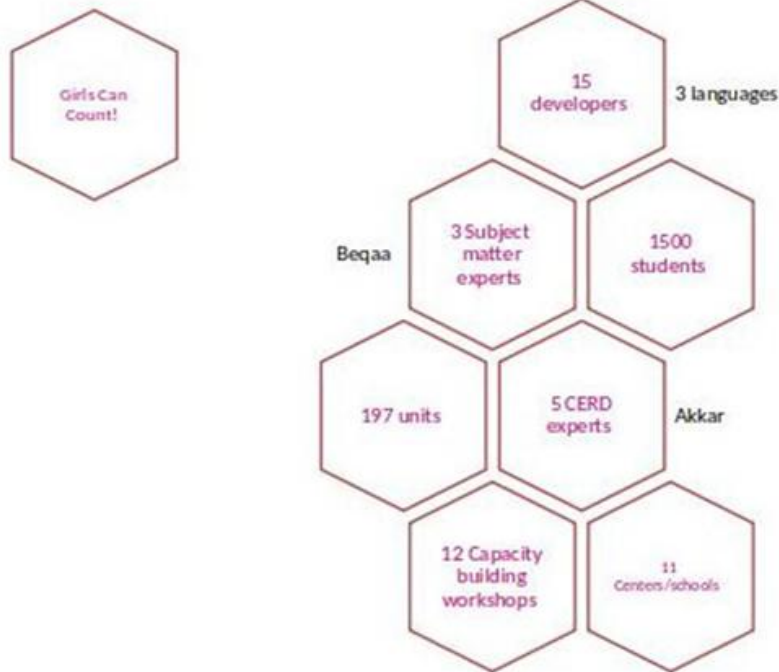 Girls Can
Count!
15
developers
3 languages
Beqaa
3 Subject
matter
experts
1500
students
197 units
5 CERD
experts
Akkar
12 Capacity
building
workshops
11
Centers/schools